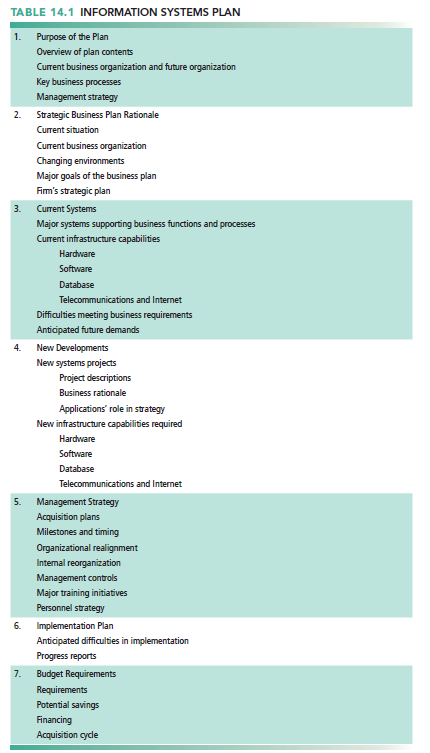 TABLE 14.1 INFORMATION SYSTEMS PLAN
1. Purpose of the Plan
Overview of plan contents
Current business organization and future organization
Key business processes
Management strategy
2. Strategic Business Plan Rationale
Current situation
Current business organization
Changing environments
Major goals of the business plan
Firm's strategic plan
3. Current Systems
Major systems supporting business functions and processes
Current infrastructure capabilities
Hardware
Software
Database
Telecommunications and Internet
Difficulties meeting business requirements
Anticipated future demands
4. New Developments
New systems projects
Project descriptions
Business rationale
Applications' role in strategy
New infrastructure capabilities required
Hardware
Software
Database
Telecommunications and Internet
5. Management Strategy
Acquisition plans
Milestones and timing
Organizational realignment
Internal reorganization
Management controls
Major training initiatives
Personnel strategy
6. Implementation Plan
Anticipated difficulties in implementation
Progress reports
7. Budget Requirements
Requirements
Potential savings
Financing
Acquisition cycle